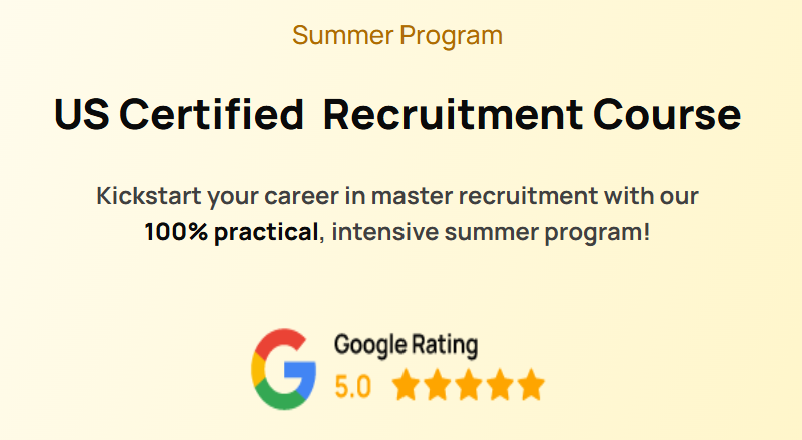 Summer Program
US Certified  Recruitment Course
Kickstart your career in master recruitment with our
100% practical, intensive summer program!
Google Rating
5.0